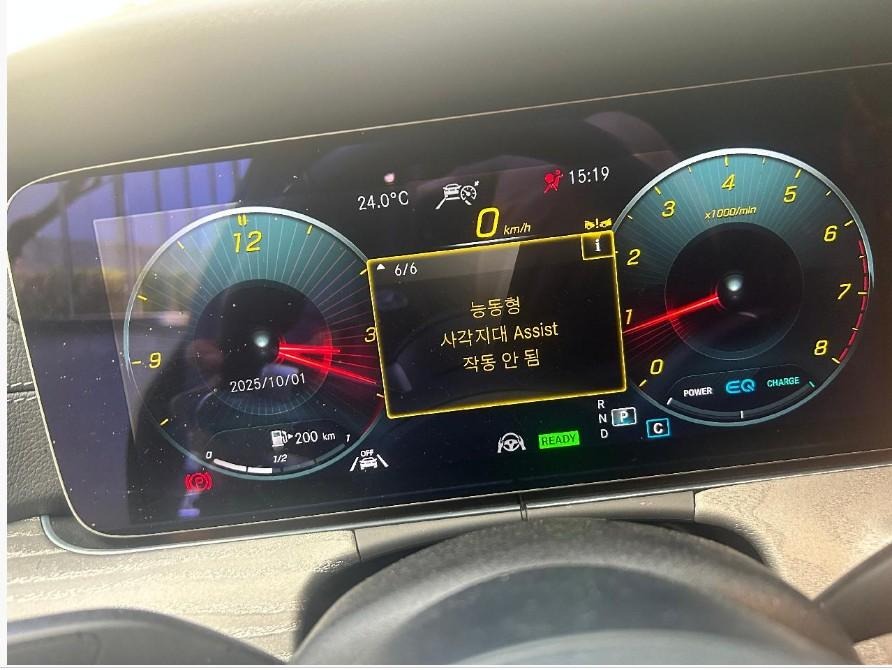 24.0°C
15:19
0 km/h
6/6
i
능동형
사각지대 Assist
작동 안 됨
12
3
9
2025/10/01
200 km
0 1/2 1
OFF
P
READY
R
N P
D
C
0
1
2
3
4
5
6
7
8
x1000/min
POWER EQ CHARGE